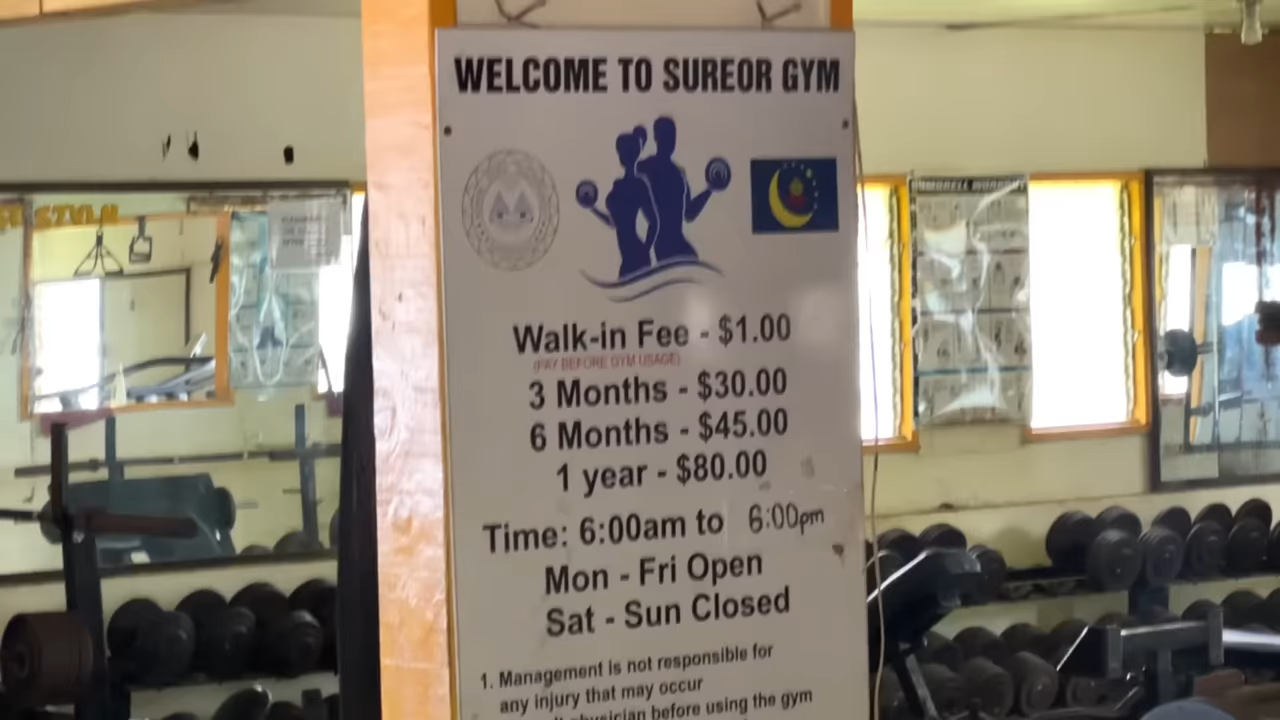 WELCOME TO SUREOR GYM
Walk-in Fee - $1.00
(PAY BEFORE GYM USAGE)
3 Months - $30.00
6 Months - $45.00
1 year - $80.00
Time: 6:00am to 6:00pm
Mon - Fri Open
Sat - Sun Closed
1. Management is not responsible for
any injury that may occur
physician before using the gym